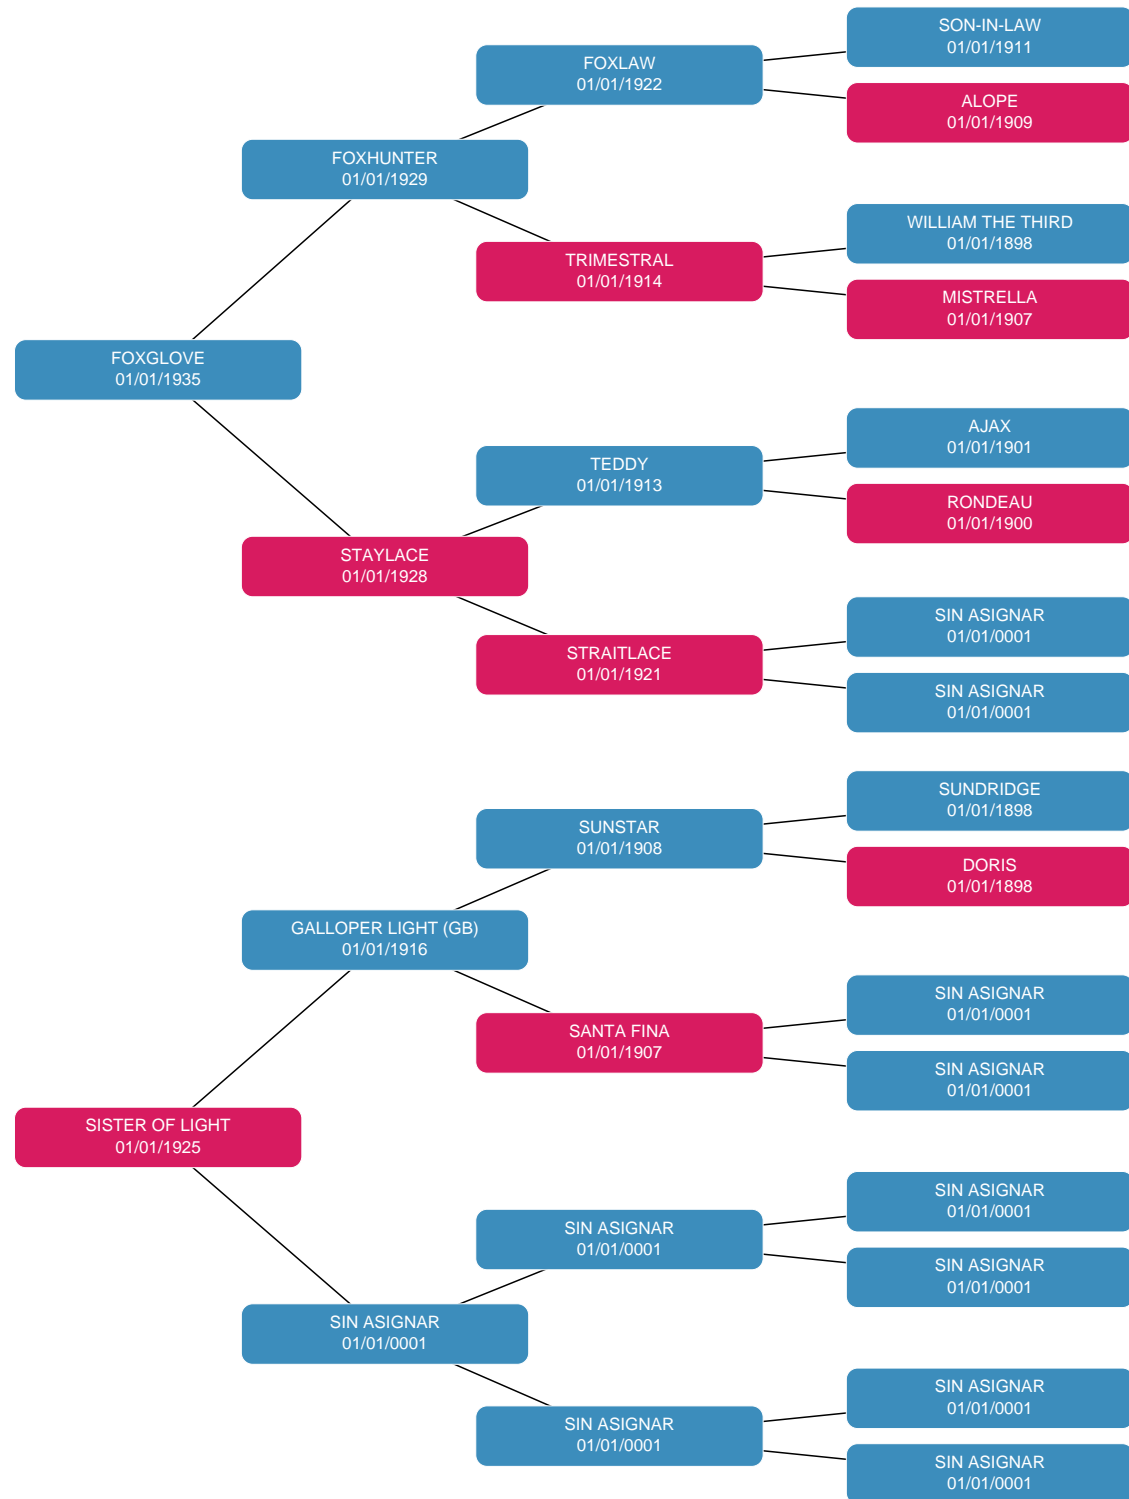 SON-IN-LAW
01/01/1911
FOXLAW
01/01/1922
ALOPE
01/01/1909
FOXHUNTER
01/01/1929
WILLIAM THE THIRD
01/01/1898
TRIMESTRAL
01/01/1914
MISTRELLA
01/01/1907
FOXGLOVE
01/01/1935
AJAX
01/01/1901
TEDDY
01/01/1913
RONDEAU
01/01/1900
STAYLACE
01/01/1928
SIN ASIGNAR
01/01/0001
STRAITLACE
01/01/1921
SIN ASIGNAR
01/01/0001
SUNDRIDGE
01/01/1898
SUNSTAR
01/01/1908
DORIS
01/01/1898
GALLOPER LIGHT (GB)
01/01/1916
SIN ASIGNAR
01/01/0001
SANTA FINA
01/01/1907
SIN ASIGNAR
01/01/0001
SISTER OF LIGHT
01/01/1925
SIN ASIGNAR
01/01/0001
SIN ASIGNAR
01/01/0001
SIN ASIGNAR
01/01/0001
SIN ASIGNAR
01/01/0001
SIN ASIGNAR
01/01/0001
SIN ASIGNAR
01/01/0001
SIN ASIGNAR
01/01/0001